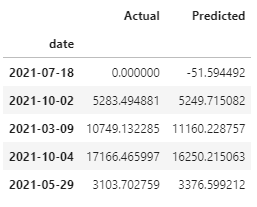 Actual Predicted
date
2021-07-18 0.000000 -51.594492
2021-10-02 5283.494881 5249.715082
2021-03-09 10749.132285 11160.228757
2021-10-04 17166.465997 16250.215063
2021-05-29 3103.702759 3376.599212